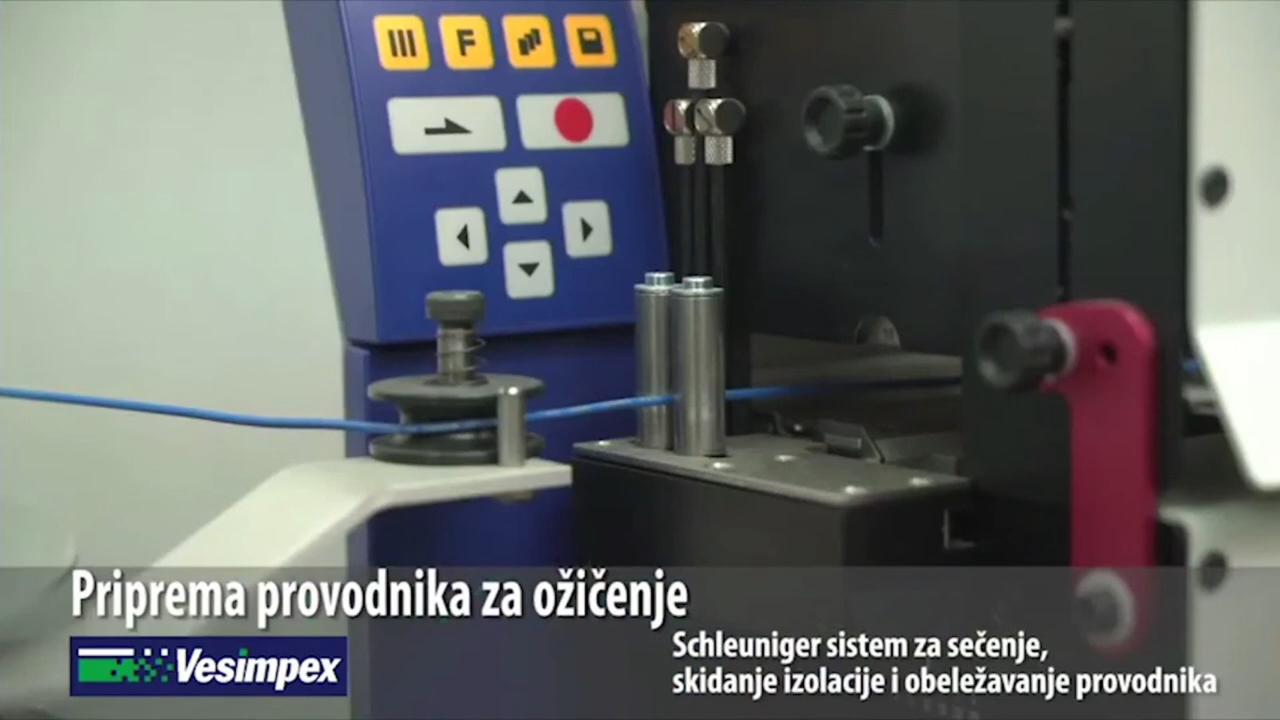 F
Priprema provodnika za ožičenje
Vesimpex
Schleuniger sistem za sečenje,
skidanje izolacije i obeležavanje provodnika